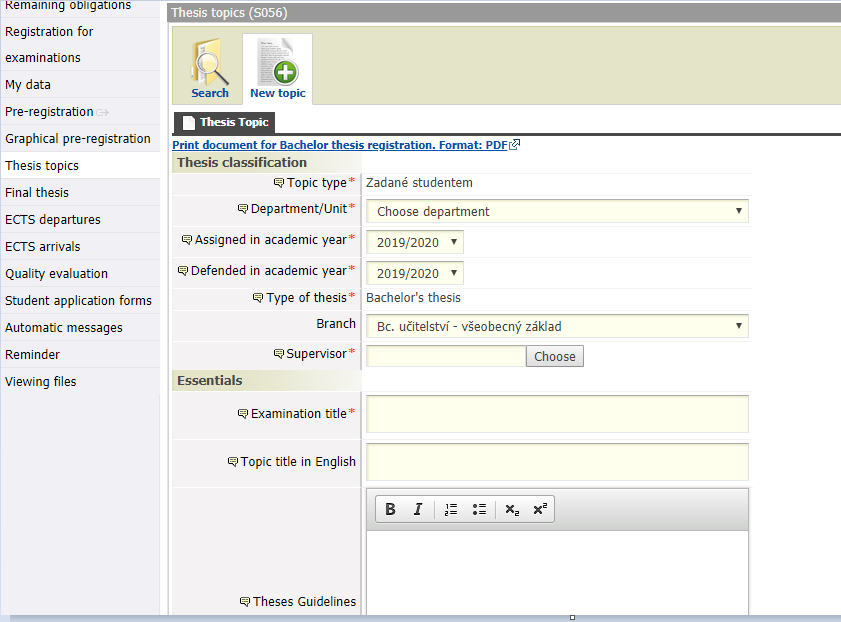 Remaining obligations
Registration for
examinations
My data
Pre-registration
Graphical pre-registration
Thesis topics
Final thesis
ECTS departures
ECTS arrivals
Quality evaluation
Student application forms
Automatic messages
Reminder
Viewing files
Thesis topics (S056)
Search
New topic
Thesis Topic
Print document for Bachelor thesis registration. Format: PDF
Thesis classification
Topic type* Zadané studentem
Department/Unit* Choose department
Assigned in academic year* 2019/2020
Defended in academic year* 2019/2020
Type of thesis* Bachelor's thesis
Branch Bc. učitelství - všeobecný základ
Supervisor* Choose
Essentials
Examination title*
Topic title in English
B I x₂ x²
Theses Guidelines